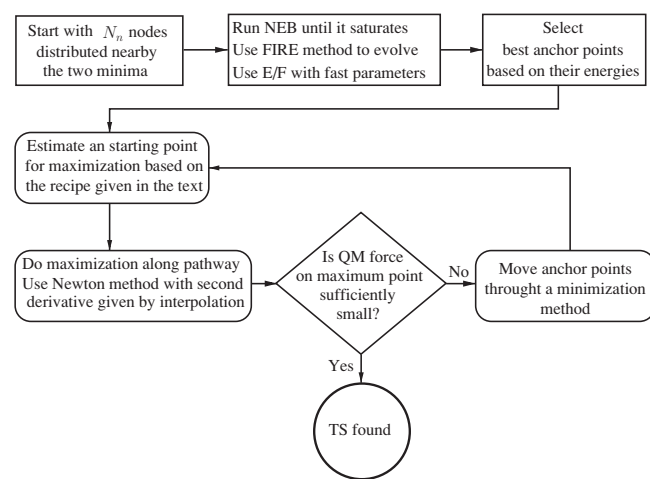 Start with N_n nodes
distributed nearby
the two minima
Run NEB until it saturates
Use FIRE method to evolve
Use E/F with fast parameters
Select
best anchor points
based on their energies
Estimate an starting point
for maximization based on
the recipe given in the text
Do maximization along pathway
Use Newton method with second
derivative given by interpolation
Is QM force
on maximum point
sufficiently
small?
No
Move anchor points
throught a minimization
method
Yes
TS found